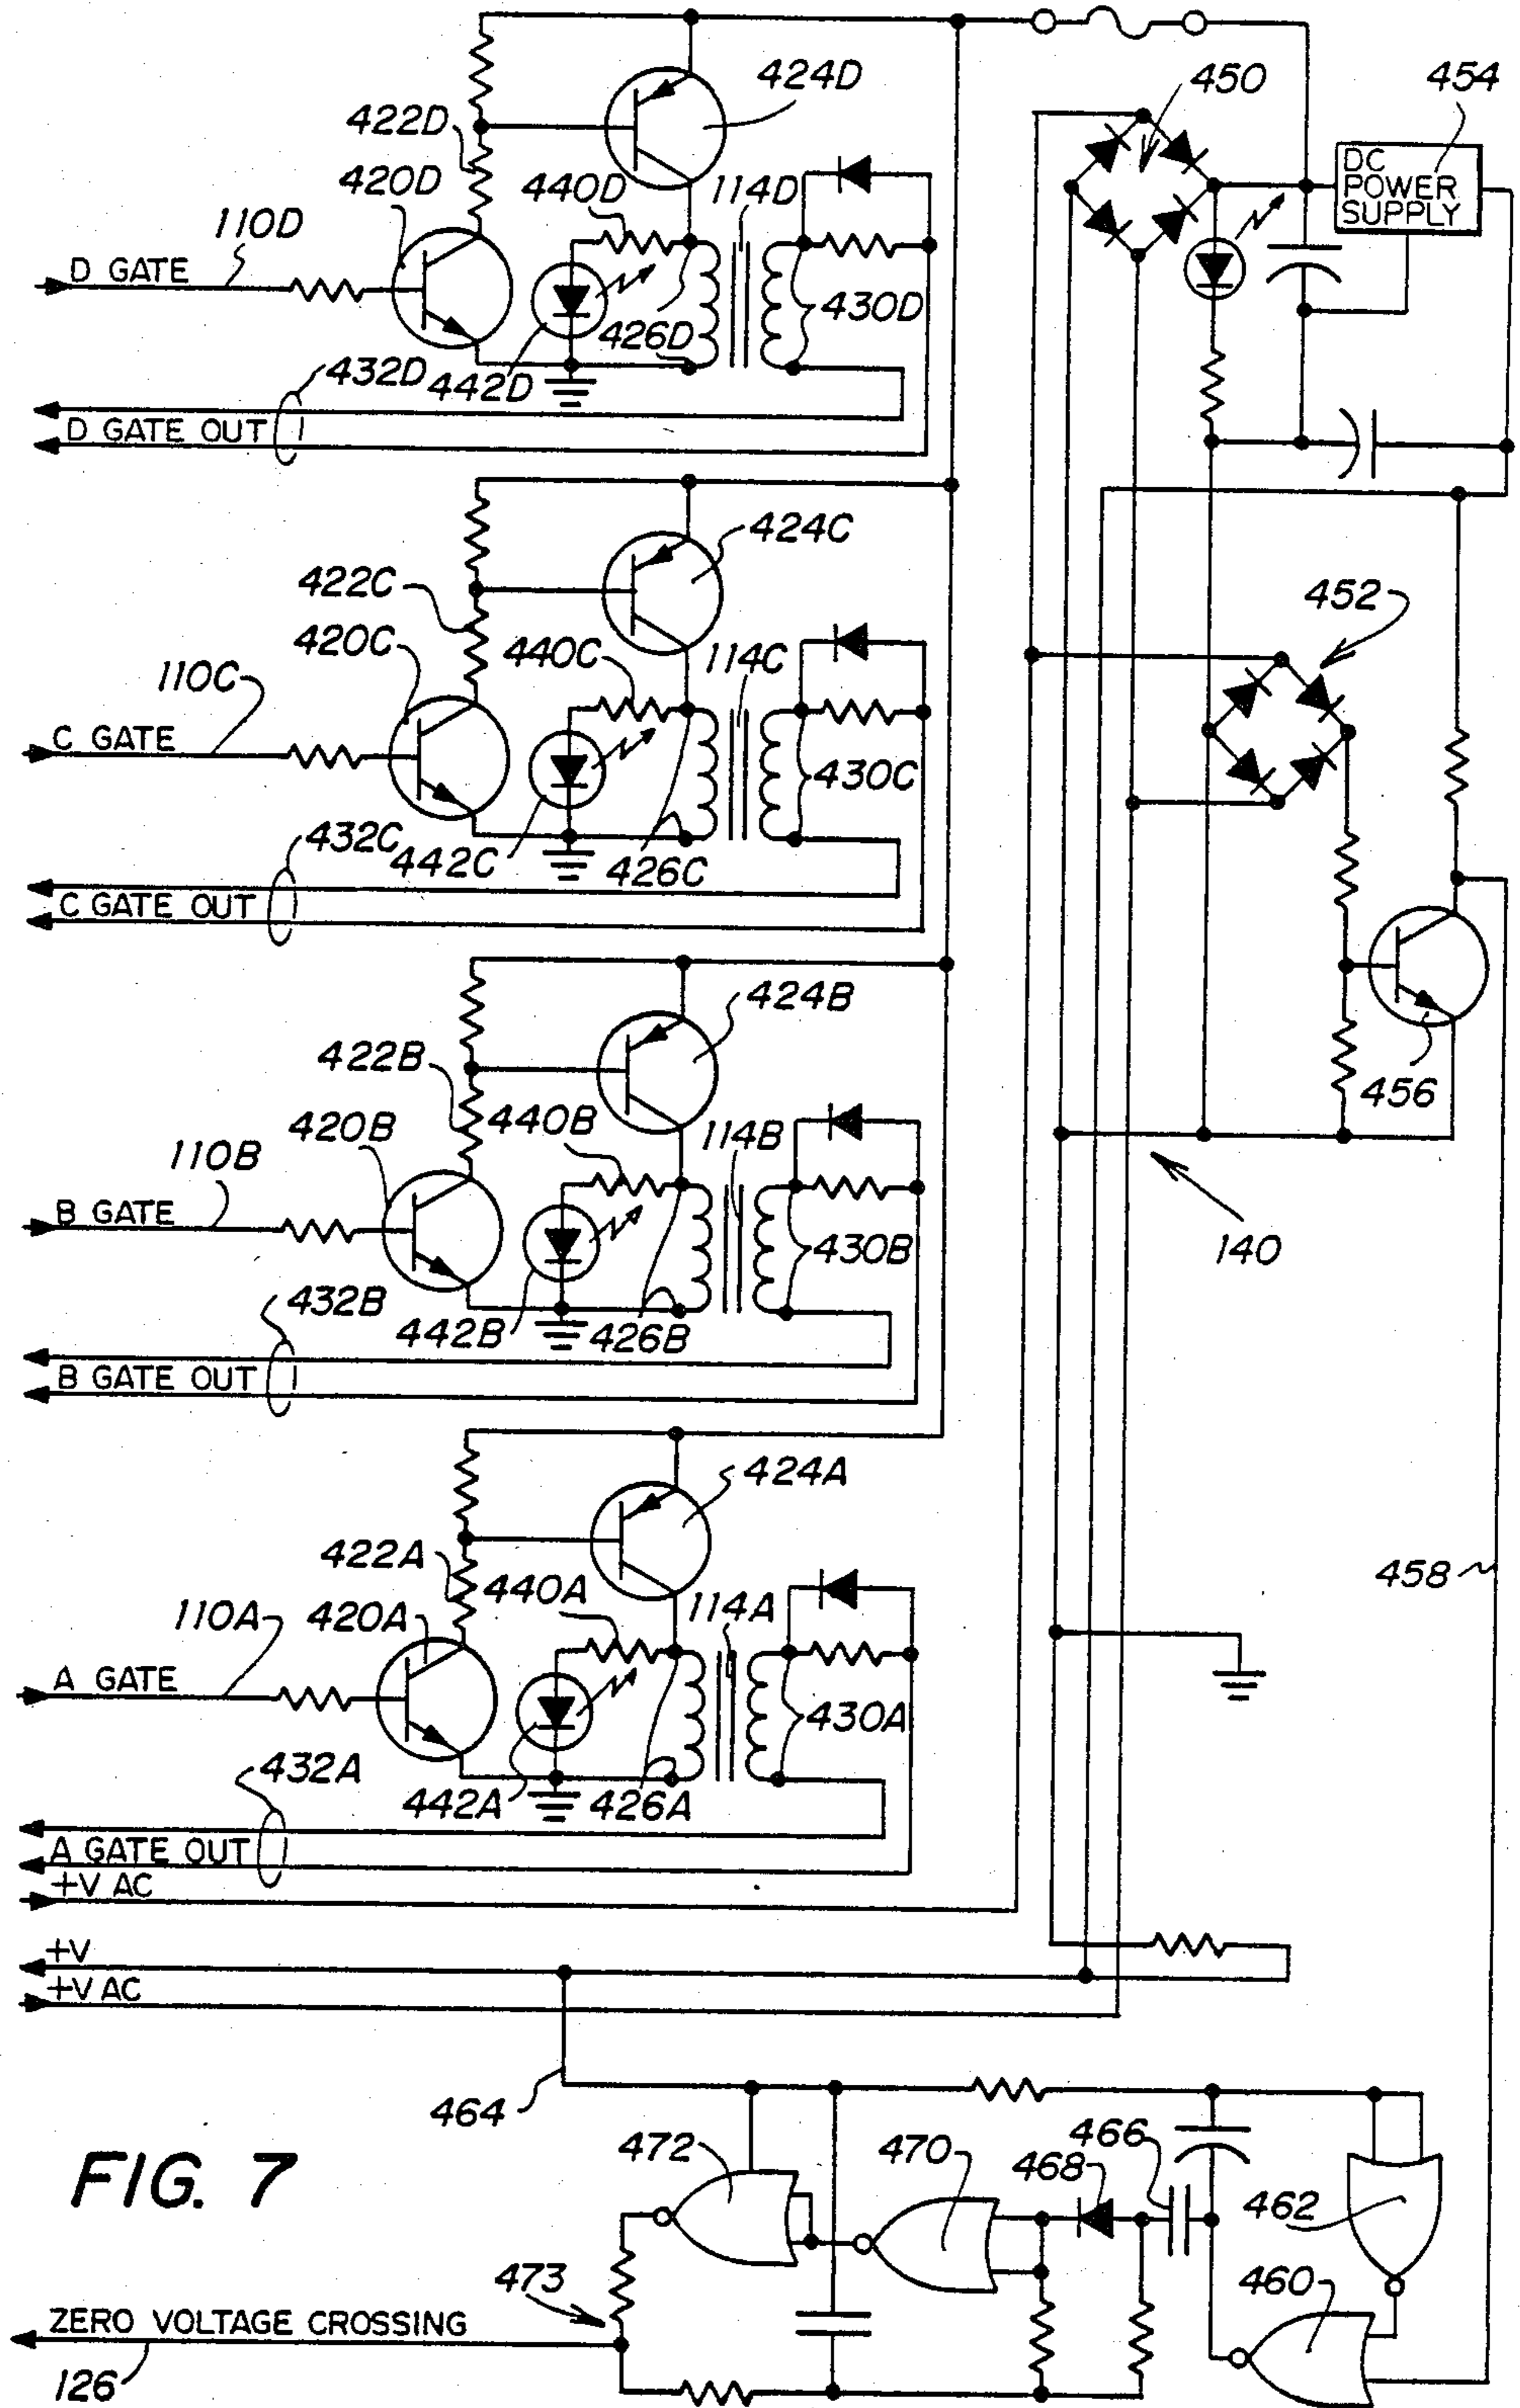 424D
450
454
422D
DC
POWER
SUPPLY
420D
440D
114D
110D
D GATE
430D
426D
432D
442D
D GATE OUT
424C
422C
452
420C
440C
114C
110C
C GATE
430C
432C
442C
426C
C GATE OUT
424B
422B
456
420B
440B
114B
110B
B GATE
430B
140
432B
442B
426B
B GATE OUT
424A
422A
458
440A
110A
420A
114A
A GATE
430A
432A
442A
426A
A GATE OUT
+V AC
+V
+V AC
464
472
470
466
468
FIG. 7
462
473
460
ZERO VOLTAGE CROSSING
126